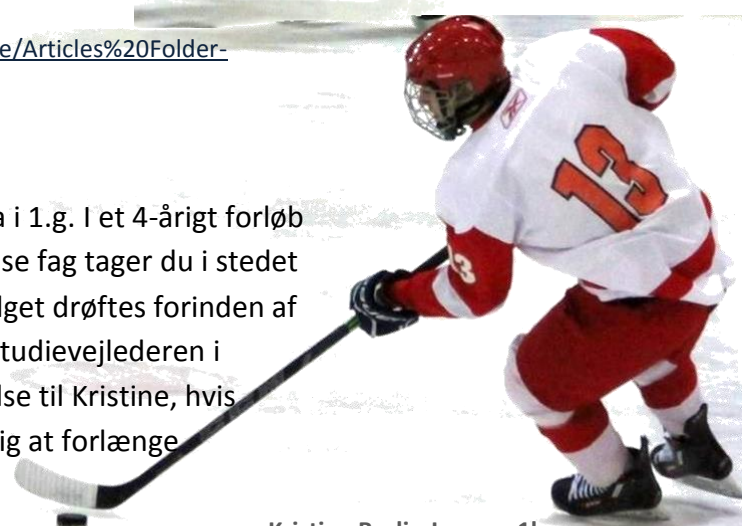 e/Articles%20Folder-
a i 1.g. I et 4-årigt forløb
se fag tager du i stedet
lget drøftes forinden af
tudievejlederen i
lse til Kristine, hvis
ig at forlænge
13
13